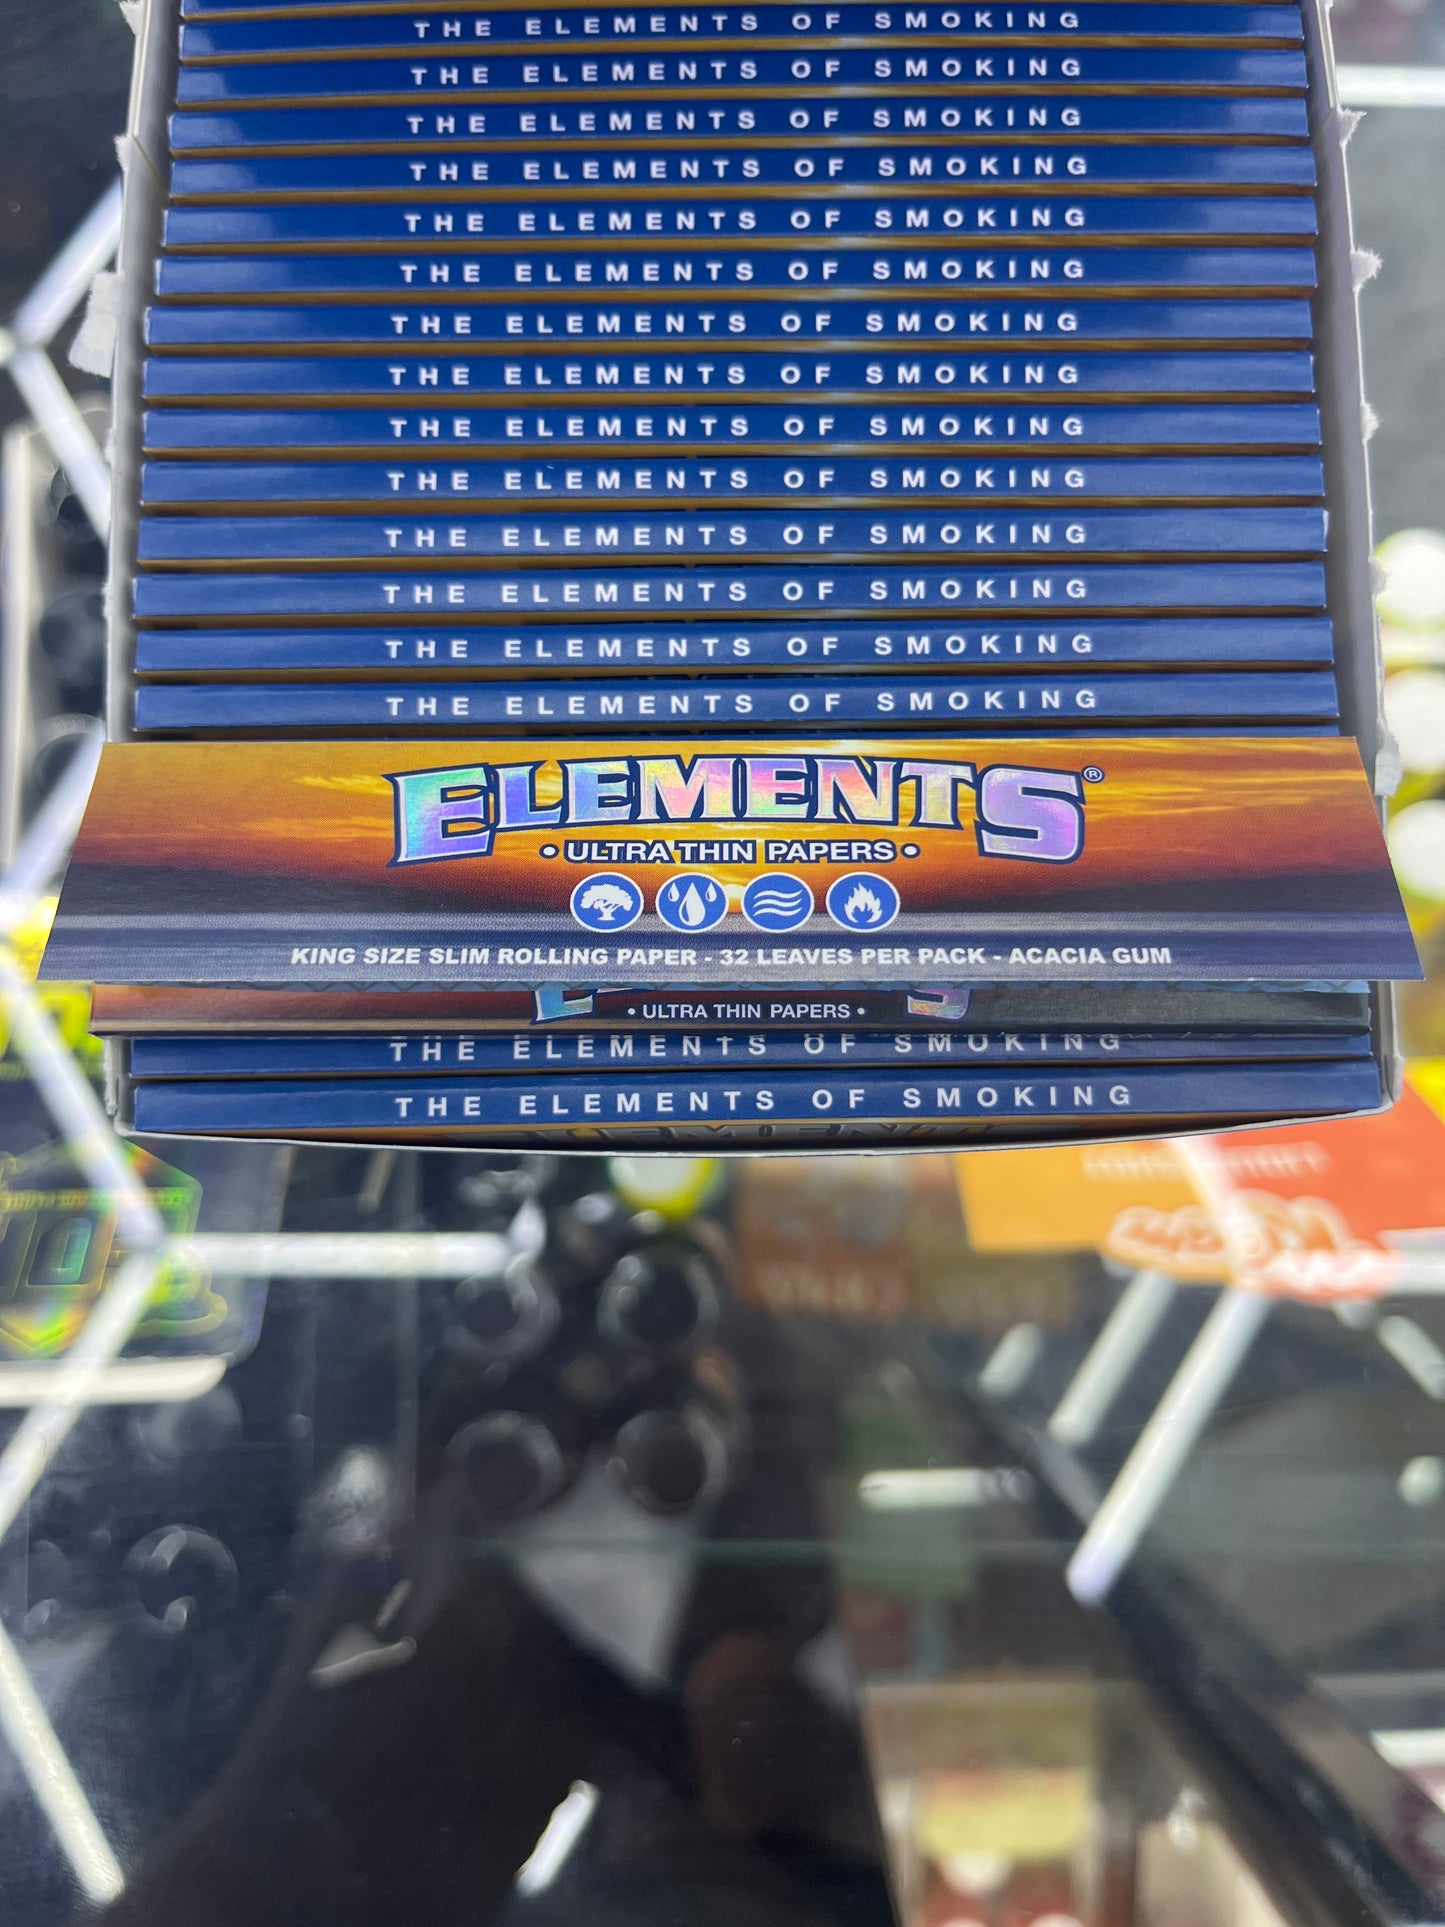 THE ELEMENTS OF SMOKING
THE ELEMENTS OF SMOKING
THE ELEMENTS OF SMOKING
THE ELEMENTS OF SMOKING
THE ELEMENTS OF SMOKING
THE ELEMENTS OF SMOKING
THE ELEMENTS OF SMOKING
THE ELEMENTS OF SMOKING
THE ELEMENTS OF SMOKING
THE ELEMENTS OF SMOKING
THE ELEMENTS OF SMOKING
THE ELEMENTS OF SMOKING
THE ELEMENTS OF SMOKING
THE ELEMENTS OF SMOKING
ELEMENTS®
• ULTRA THIN PAPERS •
KING SIZE SLIM ROLLING PAPER - 32 LEAVES PER PACK - ACACIA GUM
• ULTRA THIN PAPERS •
THE ELEMENTS OF SMOKING
THE ELEMENTS OF SMOKING